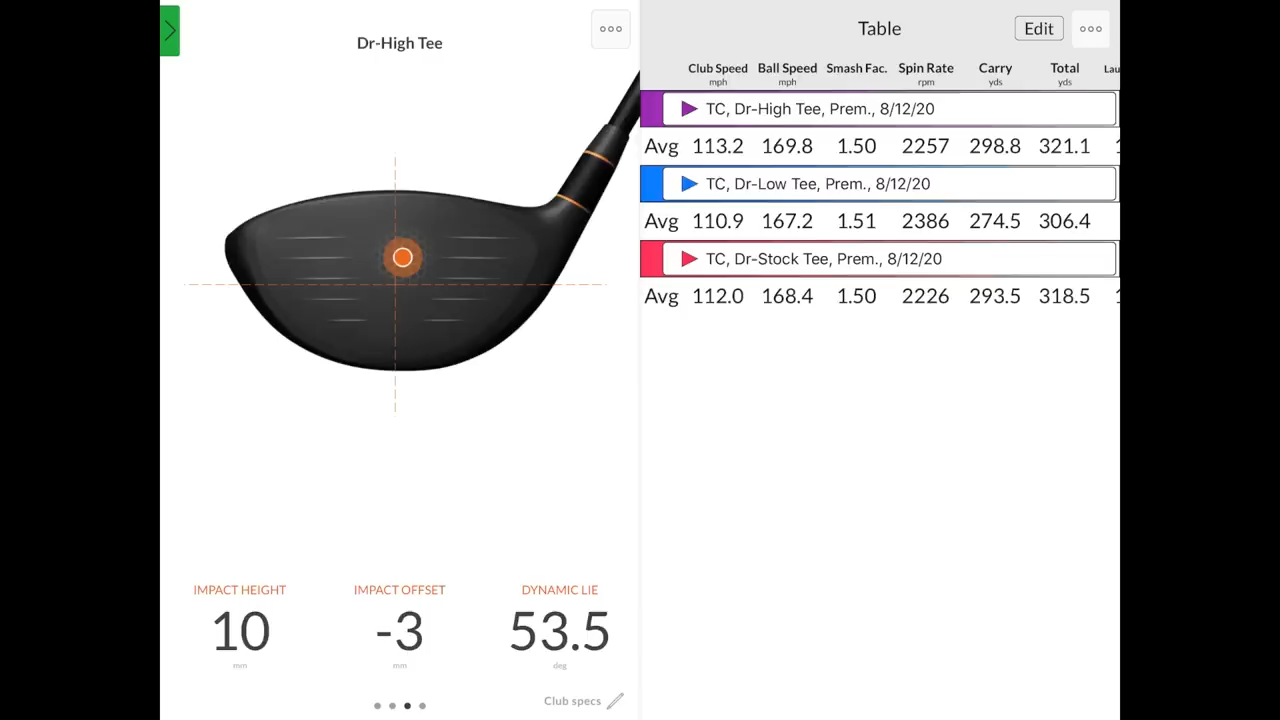 Dr-High Tee
IMPACT HEIGHT
10
mm
IMPACT OFFSET
-3
mm
DYNAMIC LIE
53.5
deg
Club specs
Table
Edit
Club Speed Ball Speed Smash Fac. Spin Rate Carry Total Lau
mph mph rpm yds yds
TC, Dr-High Tee, Prem., 8/12/20
Avg 113.2 169.8 1.50 2257 298.8 321.1
TC, Dr-Low Tee, Prem., 8/12/20
Avg 110.9 167.2 1.51 2386 274.5 306.4
TC, Dr-Stock Tee, Prem., 8/12/20
Avg 112.0 168.4 1.50 2226 293.5 318.5